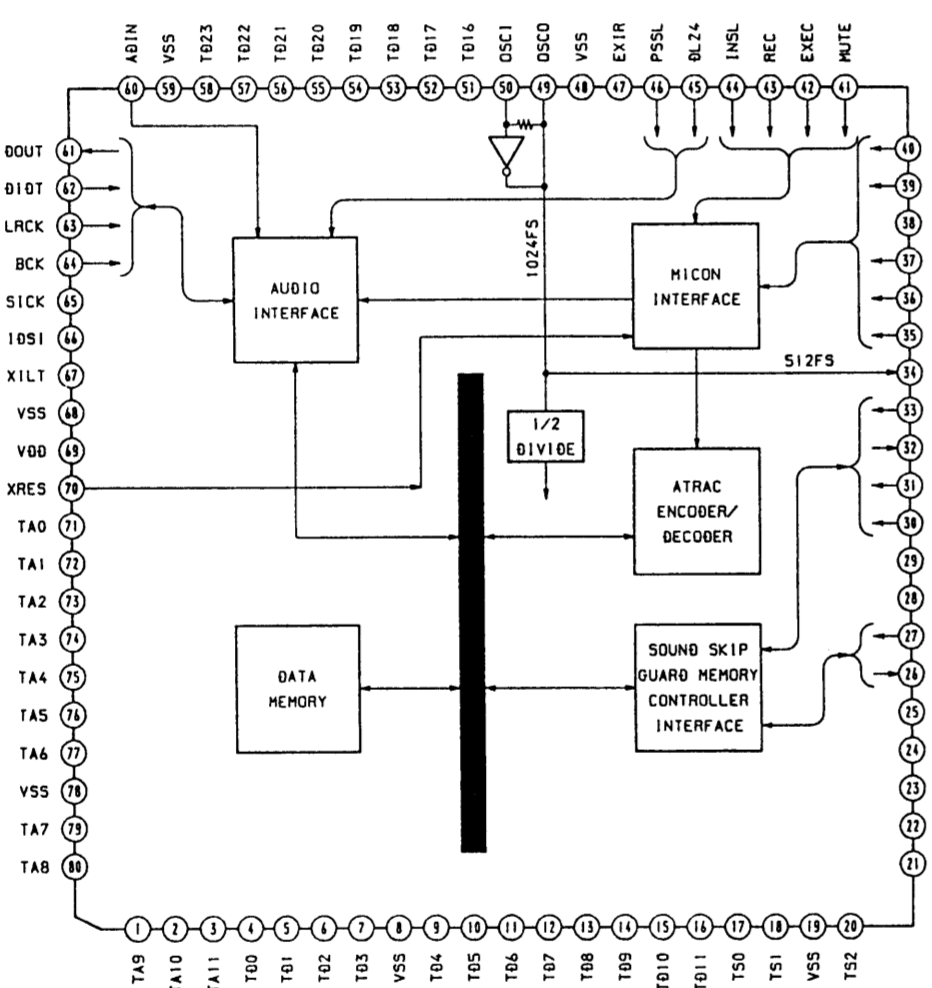 ADIN
VSS
TD23
TD22
TD21
TD20
TD19
TD18
TD17
TD16
OSCI
OSCO
VSS
EXIR
PSSL
DLZ4
INSL
REC
EXEC
MUTE
60
59
58
57
56
55
54
53
52
51
50
49
48
47
46
45
44
43
42
41
DOUT
61
DIDT
62
LRCK
63
BCK
64
SICK
65
IDSI
66
XILT
67
VSS
68
VDD
69
XRES
70
TA0
71
TA1
72
TA2
73
TA3
74
TA4
75
TA5
76
TA6
77
VSS
78
TA7
79
TA8
80
AUDIO
INTERFACE
1024FS
MICON
INTERFACE
512FS
1/2
DIVIDE
ATRAC
ENCODER/
DECODER
DATA
MEMORY
SOUND SKIP
GUARD MEMORY
CONTROLLER
INTERFACE
40
39
38
37
36
35
34
33
32
31
30
29
28
27
26
25
24
23
22
21
1
2
3
4
5
6
7
8
9
10
11
12
13
14
15
16
17
18
19
20
TA9
TA10
TA11
TD0
TD1
TD2
TD3
VSS
TD4
TD5
TD6
TD7
TD8
TD9
TD10
TD11
TS0
TS1
VSS
TS2